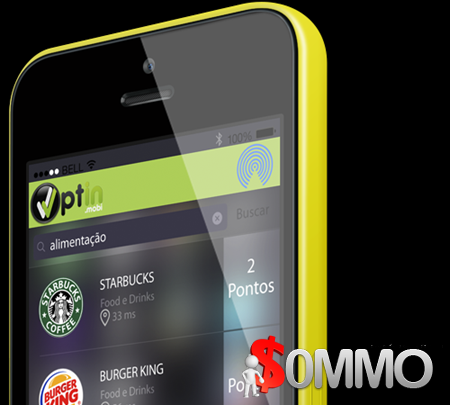 BELL 100%
optin
.mobi
Buscar
alimentação
STARBUCKS
Food e Drinks
33 ms
2
Pontos
STARBUCKS
COFFEE
BURGER KING
Food e Drinks
BURGER
KING
Po
$0MMO